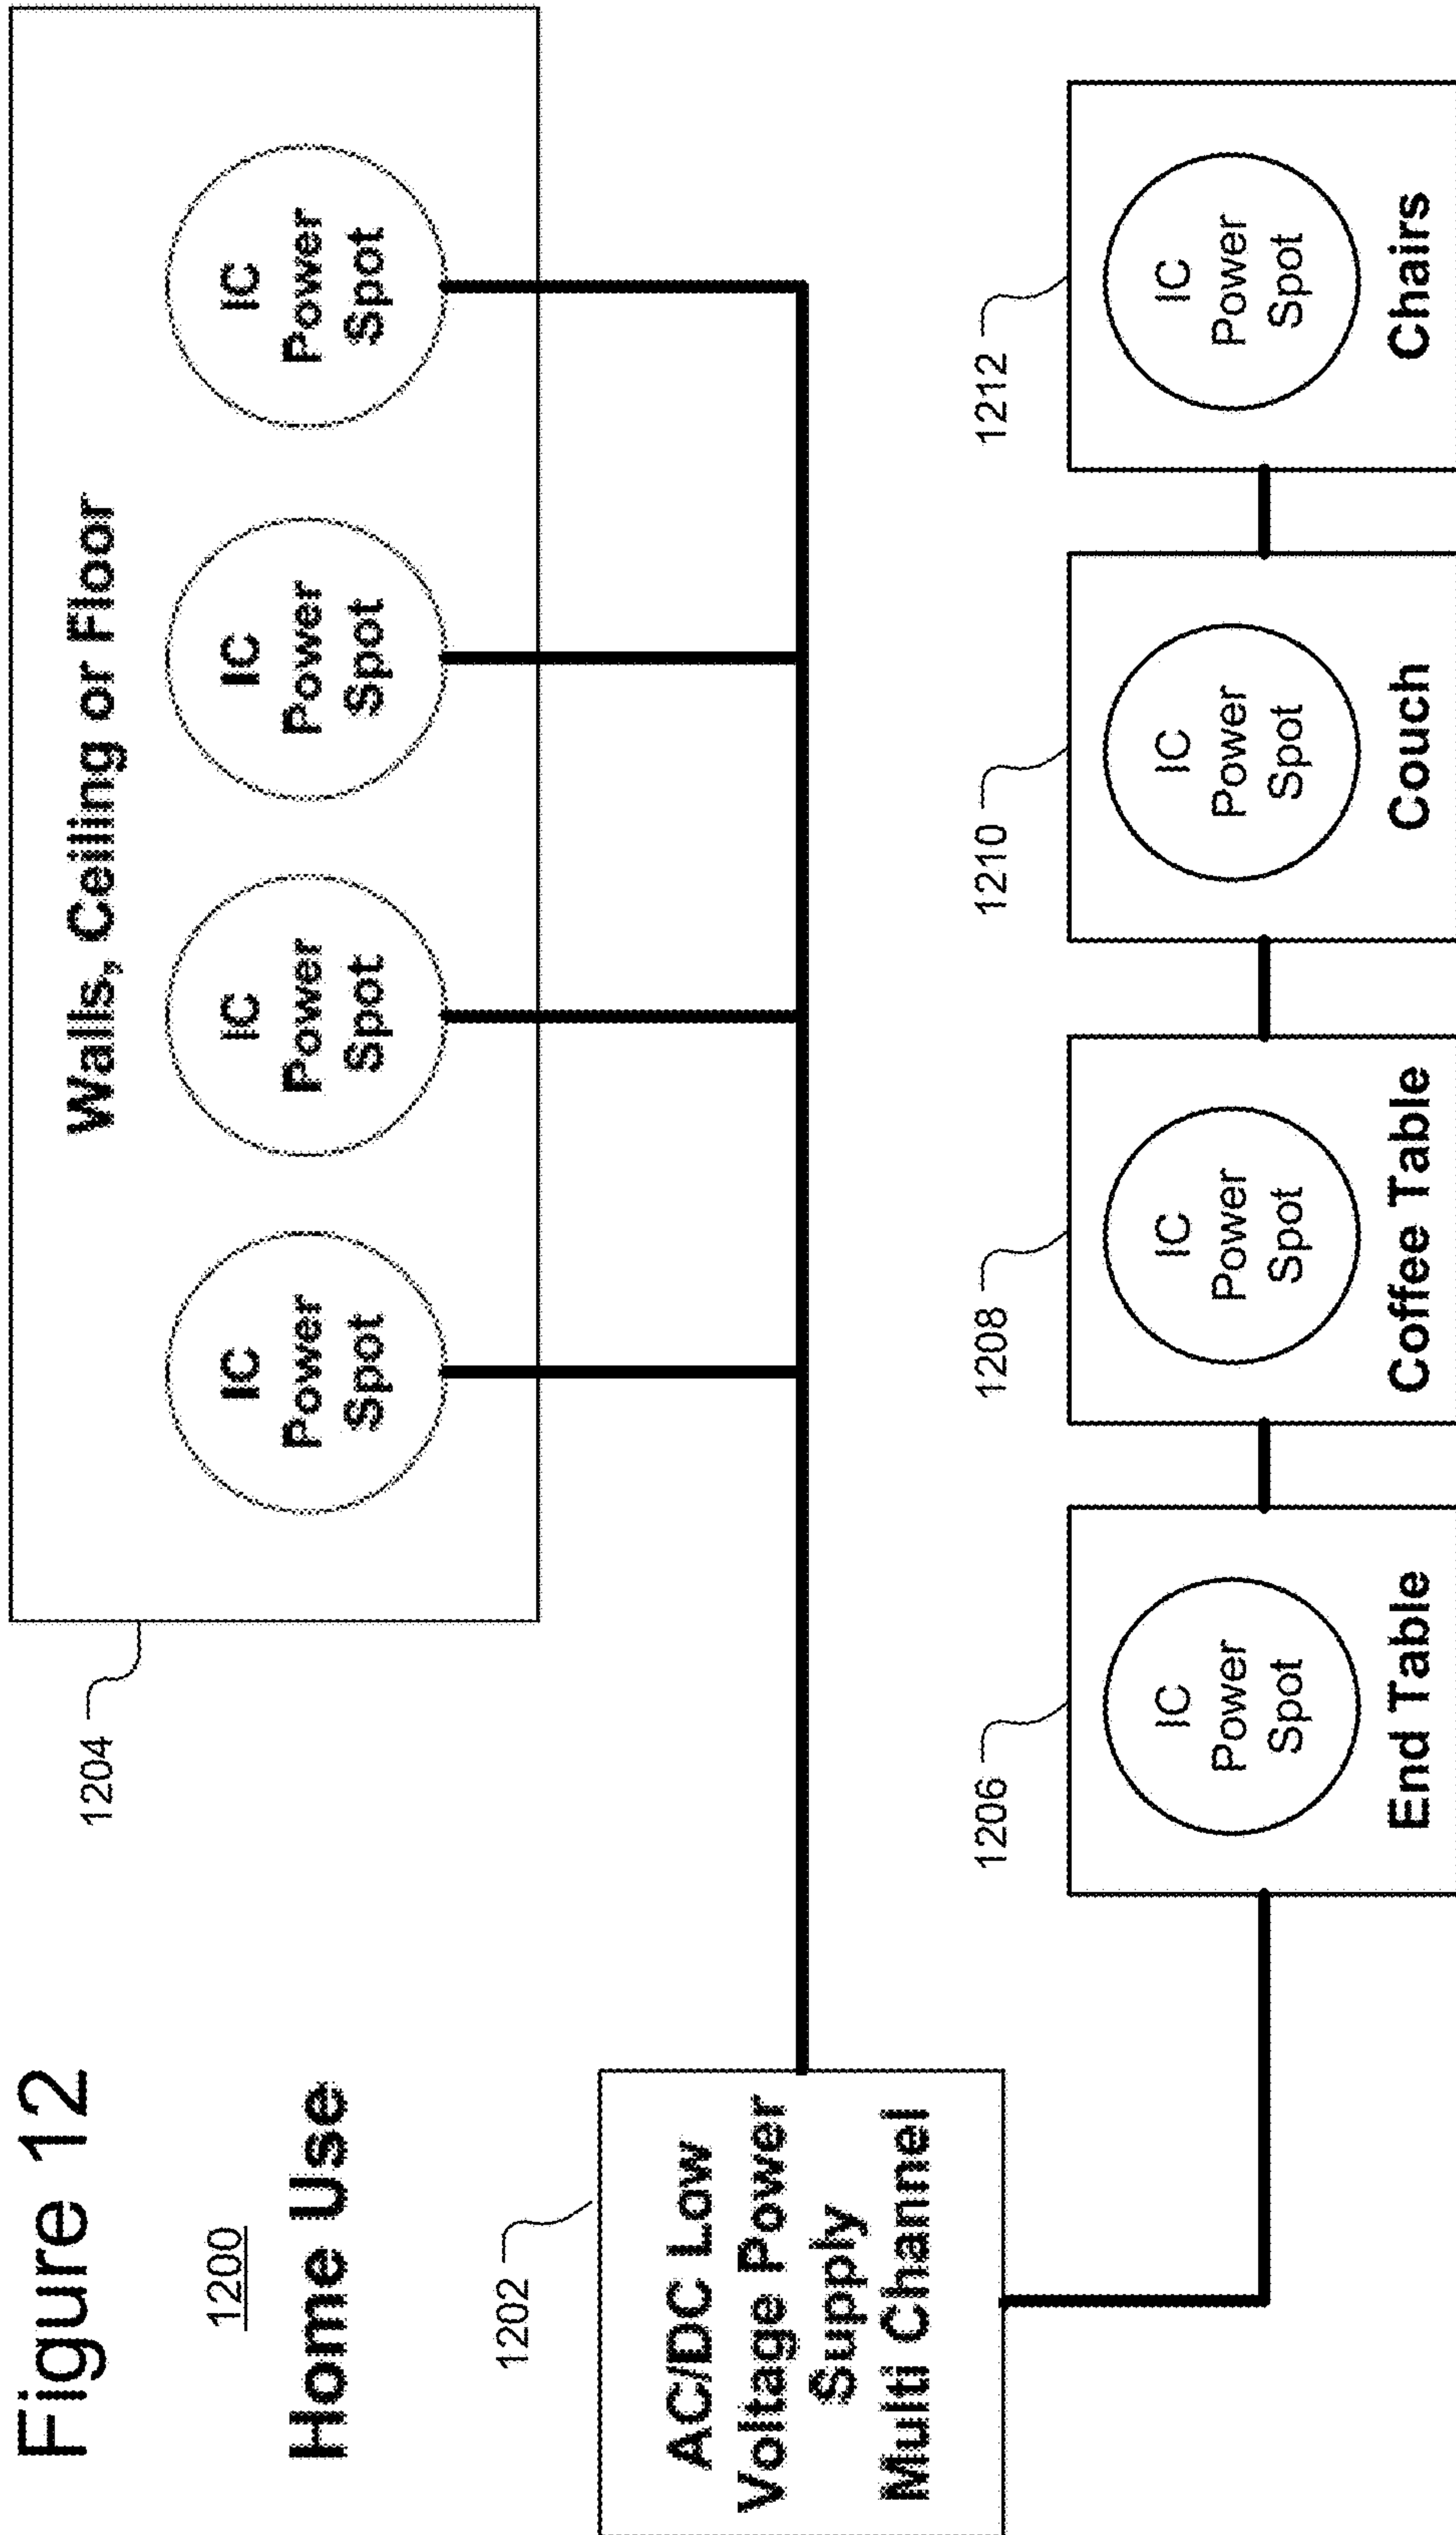 Figure 12
1200
Home Use
1204
Walls, Ceiling or Floor
IC
Power
Spot
IC
Power
Spot
IC
Power
Spot
IC
Power
Spot
1202
AC/DC Low
Voltage Power
Supply
Multi Channel
1206
IC
Power
Spot
End Table
1208
IC
Power
Spot
Coffee Table
1210
IC
Power
Spot
Couch
1212
IC
Power
Spot
Chairs